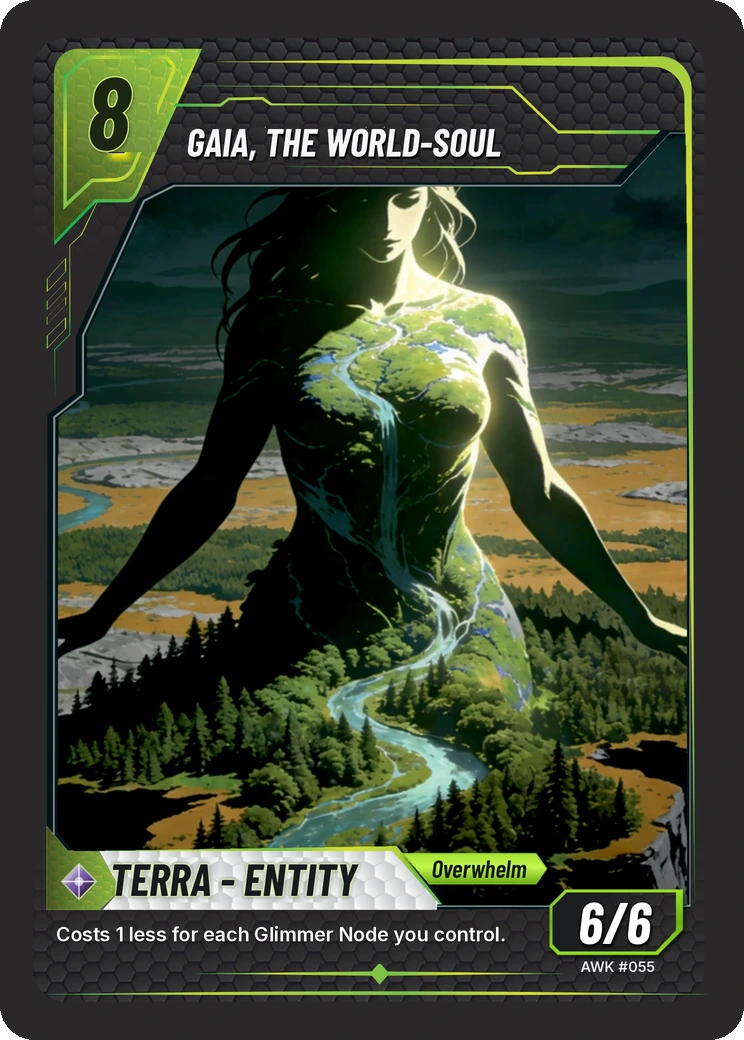 8
GAIA, THE WORLD-SOUL
TERRA - ENTITY
Overwhelm
Costs 1 less for each Glimmer Node you control.
6/6
AWK #055